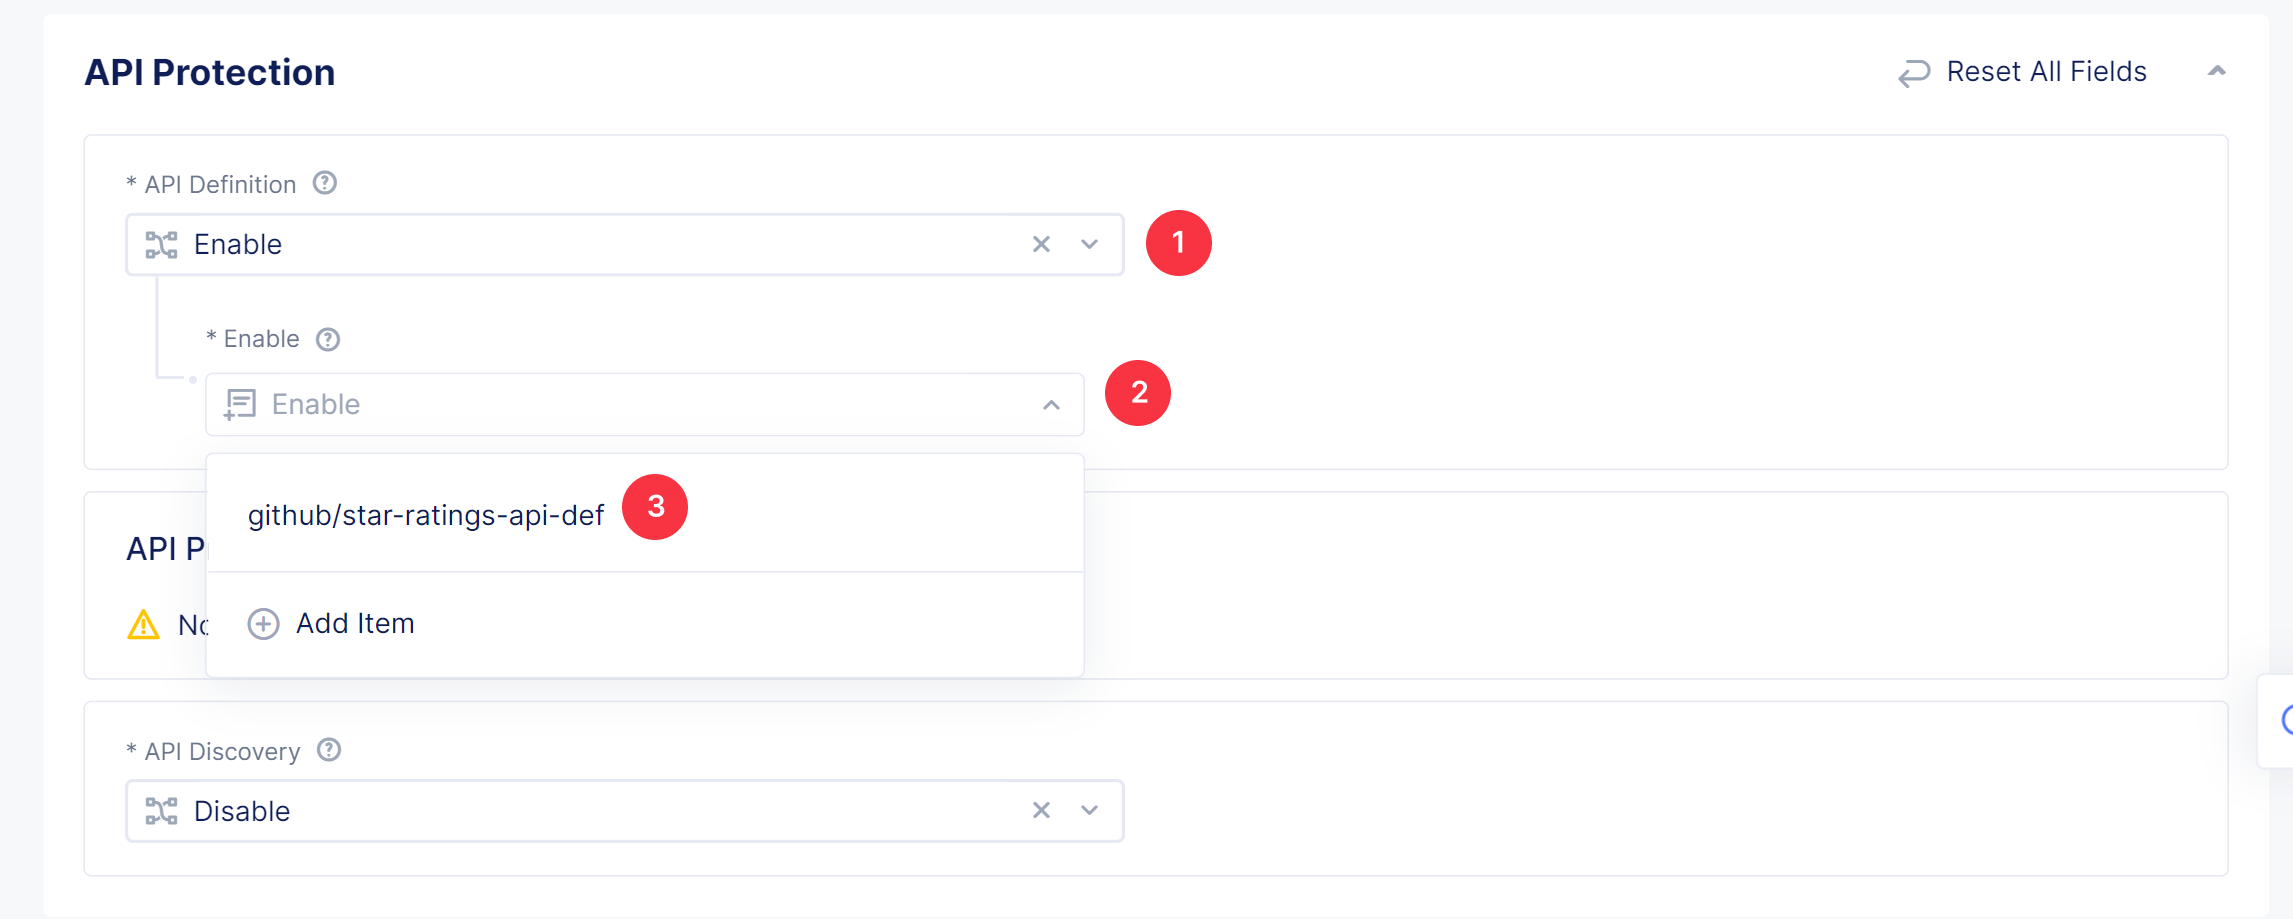 API Protection
Reset All Fields
* API Definition
Enable
1
* Enable
Enable
2
github/star-ratings-api-def
3
API P
Add Item
* API Discovery
Disable